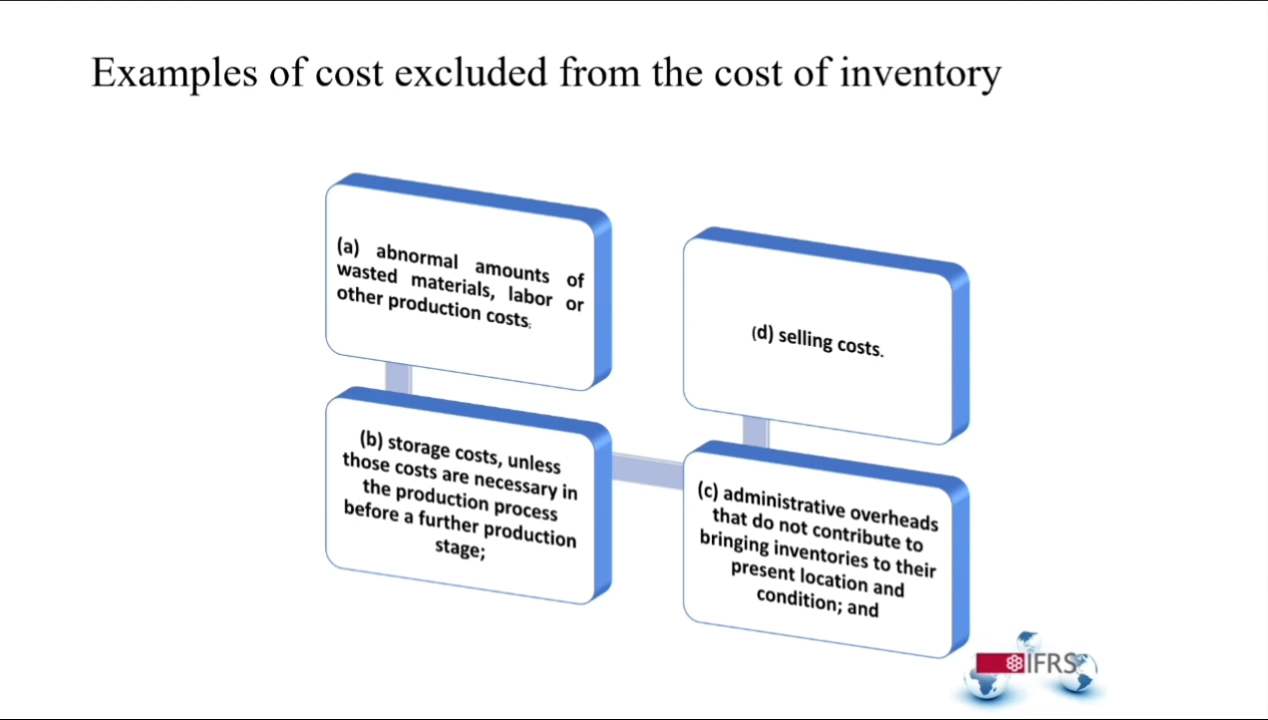 Examples of cost excluded from the cost of inventory
(a) abnormal amounts of
wasted materials, labor or
other production costs;
(b) storage costs, unless
those costs are necessary in
the production process
before a further production
stage;
(c) administrative overheads
that do not contribute to
bringing inventories to their
present location and
condition; and
(d) selling costs.
IFRS